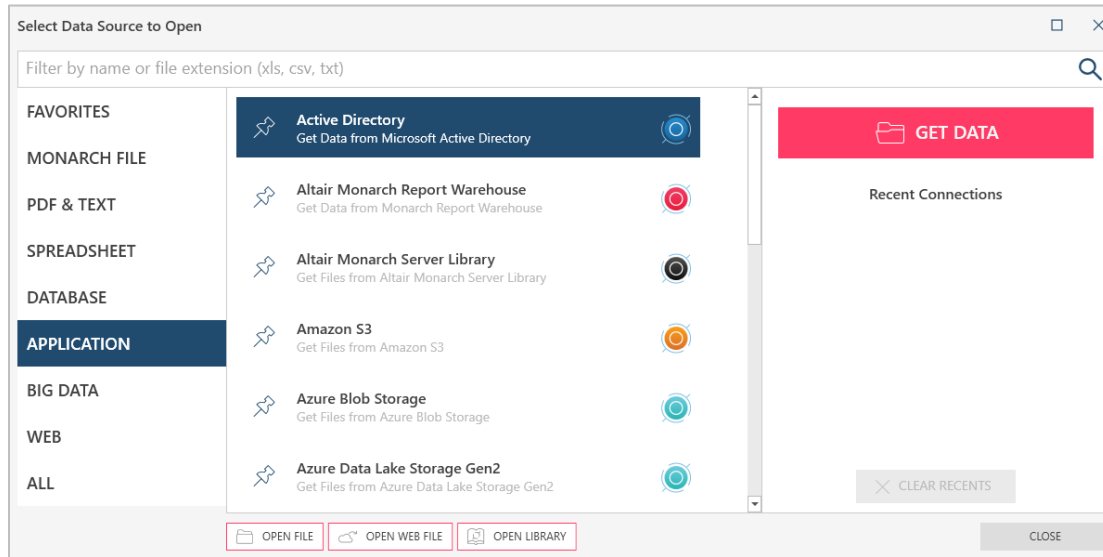 Select Data Source to Open
Filter by name or file extension (xls, csv, txt)
FAVORITES
MONARCH FILE
PDF & TEXT
SPREADSHEET
DATABASE
APPLICATION
BIG DATA
WEB
ALL
Active Directory
Get Data from Microsoft Active Directory
Altair Monarch Report Warehouse
Get Data from Monarch Report Warehouse
Altair Monarch Server Library
Get Files from Altair Monarch Server Library
Amazon S3
Get Files from Amazon S3
Azure Blob Storage
Get Files from Azure Blob Storage
Azure Data Lake Storage Gen2
Get Files from Azure Data Lake Storage Gen2
GET DATA
Recent Connections
CLEAR RECENTS
OPEN FILE
OPEN WEB FILE
OPEN LIBRARY
CLOSE